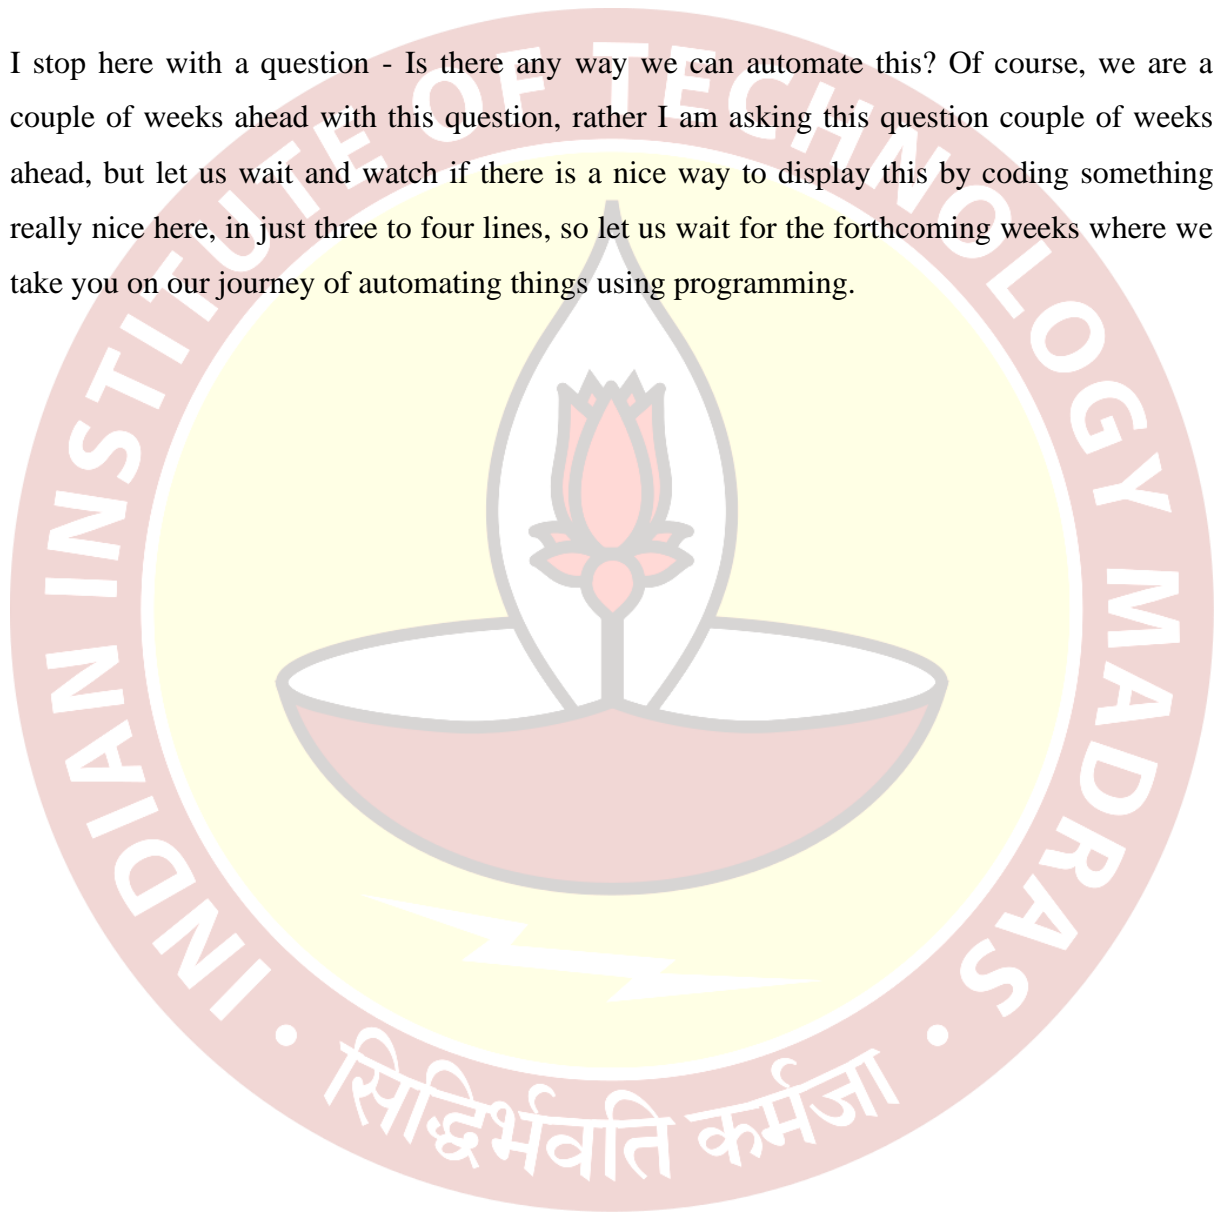 I stop here with a question - Is there any way we can automate this? Of course, we are a
couple of weeks ahead with this question, rather I am asking this question couple of weeks
ahead, but let us wait and watch if there is a nice way to display this by coding something
really nice here, in just three to four lines, so let us wait for the forthcoming weeks where we
take you on our journey of automating things using programming.
INDIAN INSTITUTE OF TECHNOLOGY MADRAS
सिद्धिर्भवति कर्मजा